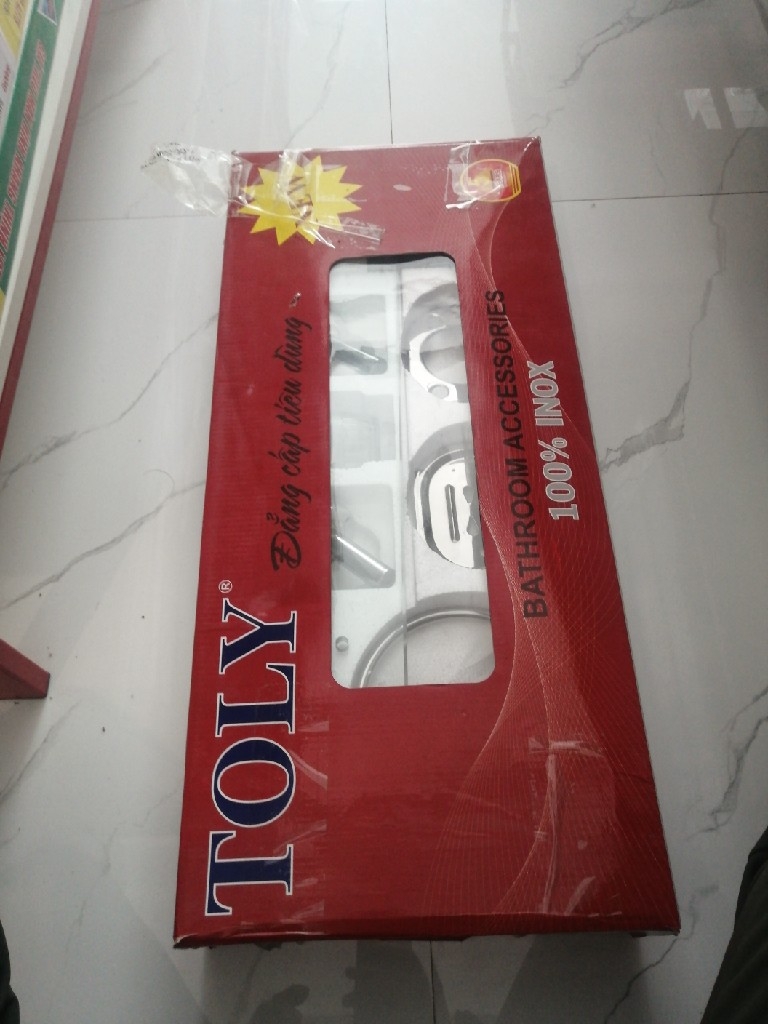 TOLY®
Đẳng cấp tiêu dùng
BATHROOM ACCESSORIES
100% INOX